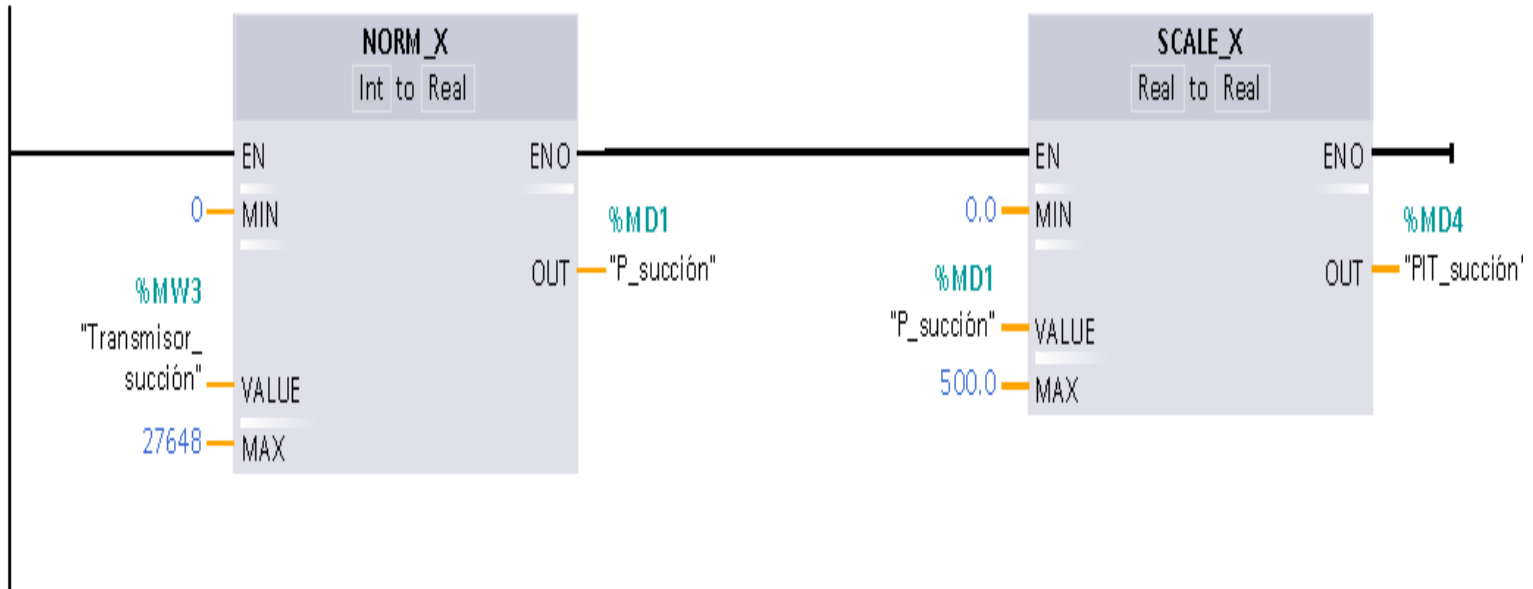 NORM_X
Int to Real
EN
ENO
0
MIN
%MD1
"P_succión"
OUT
%MW3
"Transmisor_
succión"
VALUE
27648
MAX
SCALE_X
Real to Real
EN
ENO
0.0
MIN
%MD4
"PIT_succión"
OUT
%MD1
"P_succión"
VALUE
500.0
MAX